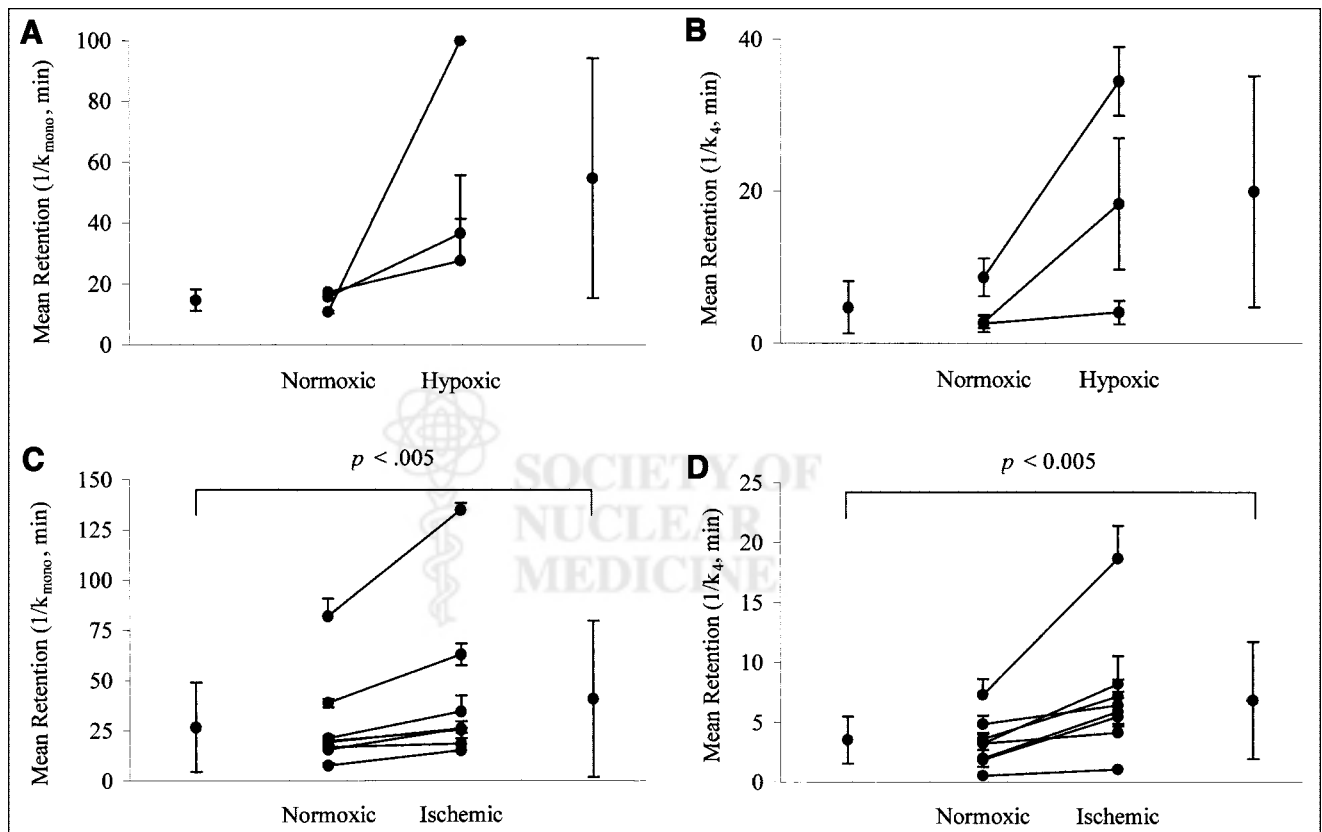 A
Mean Retention (1/k_mono, min)
100
80
60
40
20
0
Normoxic Hypoxic
B
Mean Retention (1/k₄, min)
40
20
0
Normoxic Hypoxic
C
p < .005
Mean Retention (1/k_mono, min)
150
125
100
75
50
25
0
Normoxic Ischemic
D
p < 0.005
Mean Retention (1/k₄, min)
25
20
15
10
5
0
Normoxic Ischemic
SOCIETY OF
NUCLEAR
MEDICINE